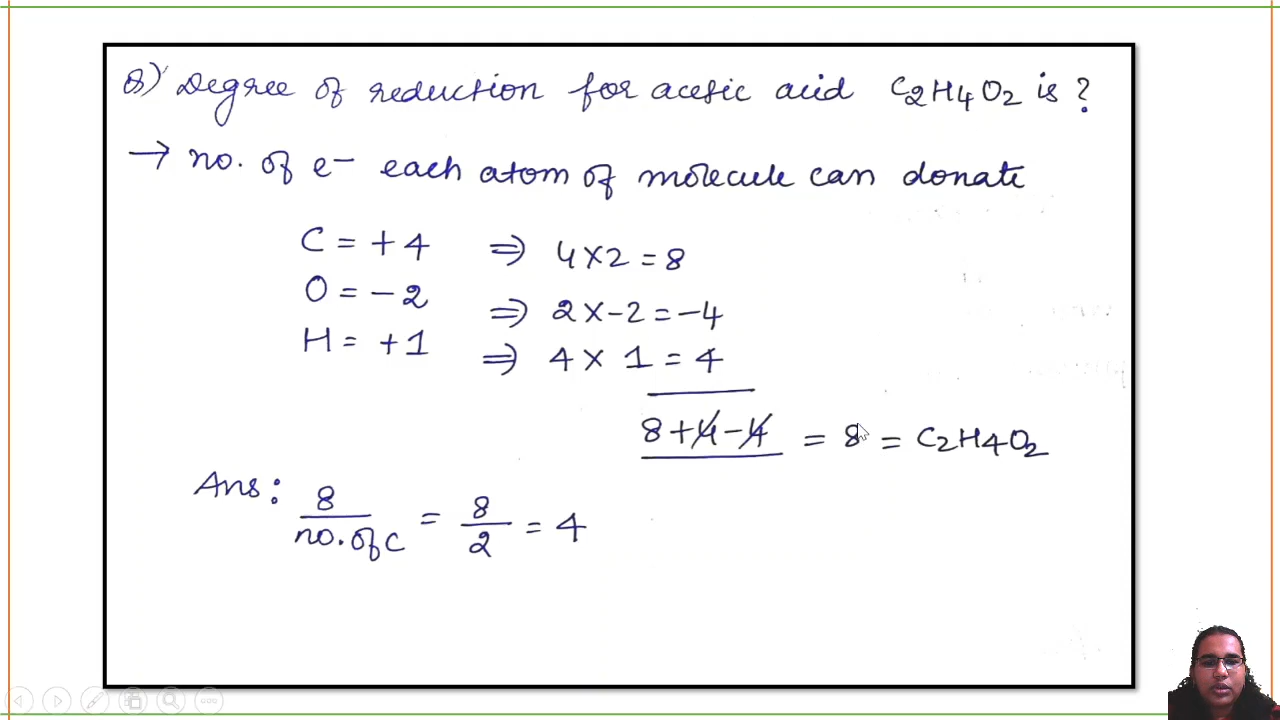 Q) Degree of reduction for acetic acid C2H4O2 is ?
→ no. of e- each atom of molecule can donate
C = +4 ⇒ 4×2 = 8
O = -2 ⇒ 2×-2 = -4
H = +1 ⇒ 4×1 = 4
8+4-4 = 8 = C2H4O2
Ans: 8/no. of C = 8/2 = 4